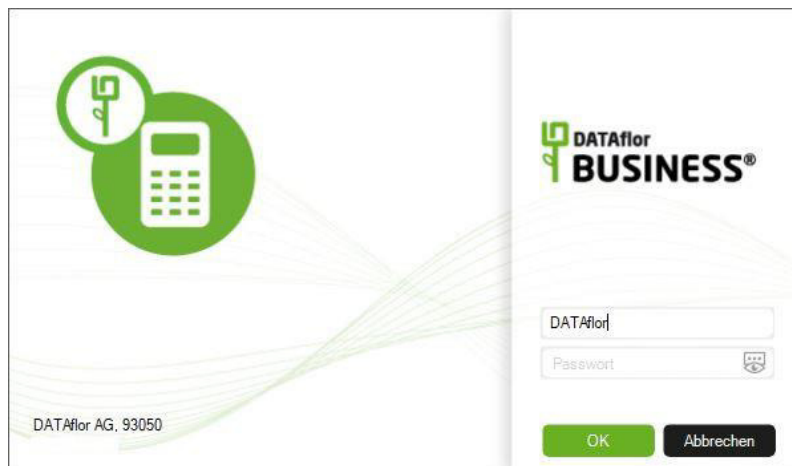 DATAflor
BUSINESS®
DATAflor
Passwort
DATAflor AG, 93050
OK
Abbrechen